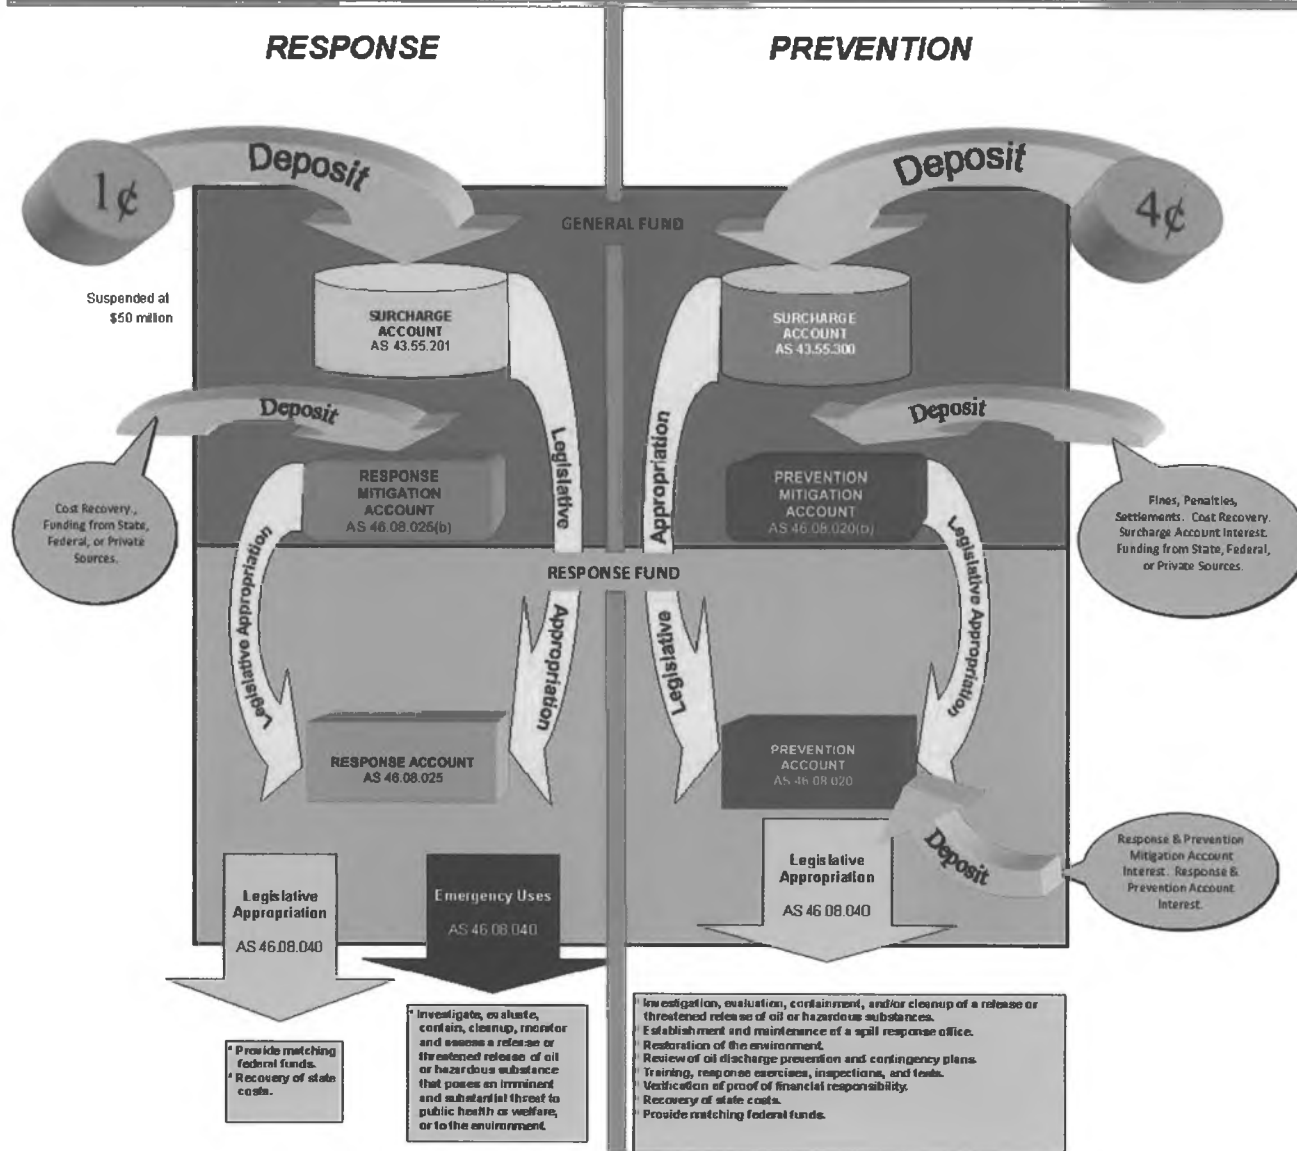 RESPONSE
PREVENTION
Deposit
Deposit
1¢
4¢
GENERAL FUND
Suspended at
$50 million
SURCHARGE
ACCOUNT
AS 43.55.201
SURCHARGE
ACCOUNT
AS 43.55.300
Deposit
Deposit
Legislative
Appropriation
RESPONSE
MITIGATION
ACCOUNT
AS 46.08.025(b)
PREVENTION
MITIGATION
ACCOUNT
AS 46.08.020(b)
Cost Recovery,
Funding from State,
Federal, or Private
Sources.
Fines, Penalties,
Settlements. Cost Recovery.
Surcharge Account Interest.
Funding from State, Federal,
or Private Sources.
RESPONSE FUND
Legislative Appropriation
Appropriation
Legislative
Legislative Appropriation
RESPONSE ACCOUNT
AS 46.08.025
PREVENTION
ACCOUNT
AS 46.08.020
Deposit
Response & Prevention
Mitigation Account
Interest. Response &
Prevention Account
Interest.
Legislative
Appropriation
AS 46.08.040
Emergency Uses
AS 46.08.040
Legislative
Appropriation
AS 46.08.040
* Provide matching
federal funds.
* Recovery of state
costs.
* Investigate, evaluate,
contain, cleanup, monitor
and assess a release or
threatened release of oil
or hazardous substance
that poses an imminent
and substantial threat to
public health or welfare,
or to the environment.
Investigation, evaluation, containment, and/or cleanup of a release or
threatened release of oil or hazardous substances.
Establishment and maintenance of a spill response office.
Restoration of the environment.
Review of oil discharge prevention and contingency plans.
Training, response exercises, inspections, and tests.
Verification of proof of financial responsibility.
Recovery of state costs.
Provide matching federal funds.